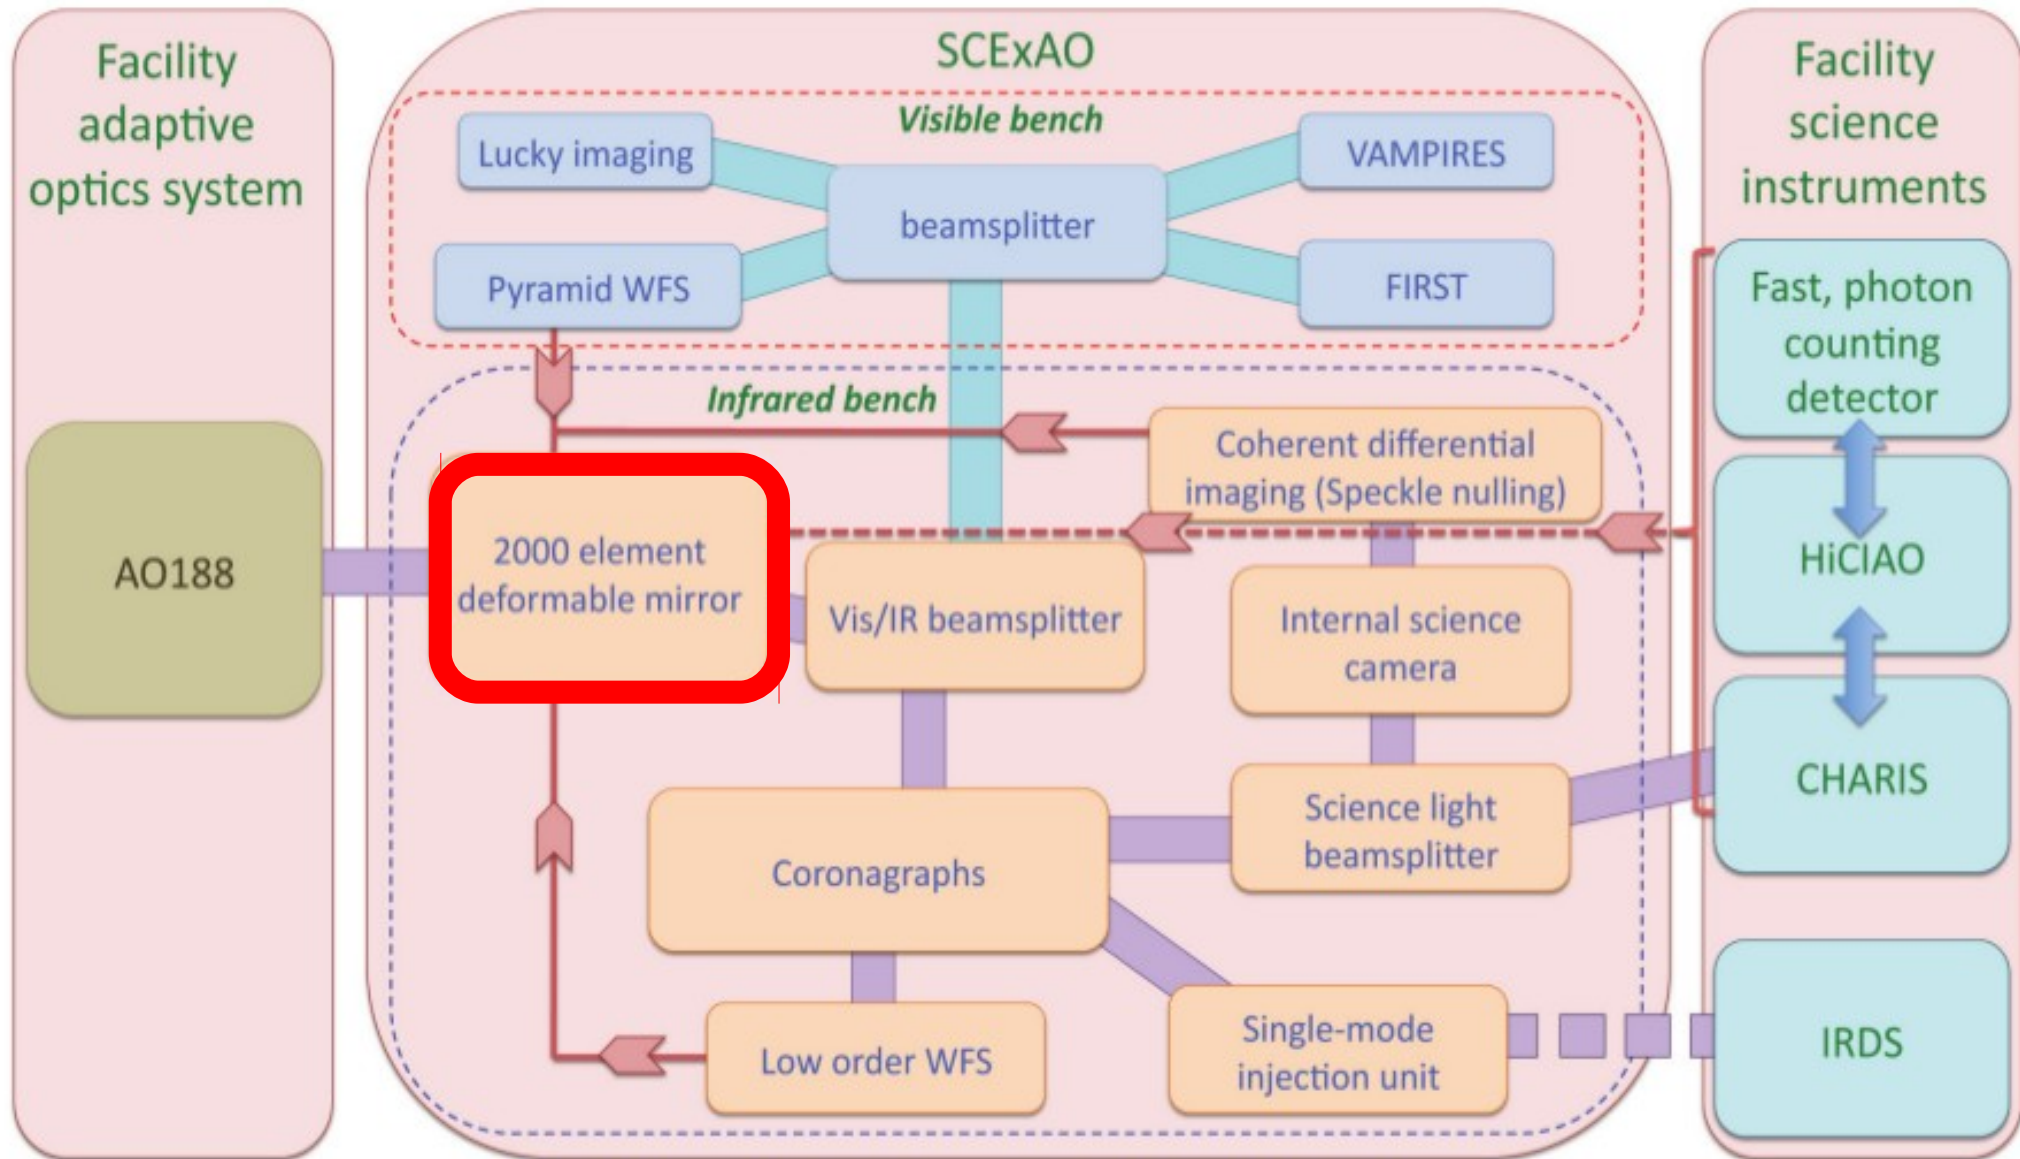 Facility
adaptive
optics system
AO188
SCExAO
Visible bench
Lucky imaging
VAMPIRES
beamsplitter
Pyramid WFS
FIRST
Infrared bench
Coherent differential
imaging (Speckle nulling)
2000 element
deformable mirror
Vis/IR beamsplitter
Internal science
camera
Science light
beamsplitter
Coronagraphs
Low order WFS
Single-mode
injection unit
Facility
science
instruments
Fast, photon
counting
detector
HiCIAO
CHARIS
IRDS